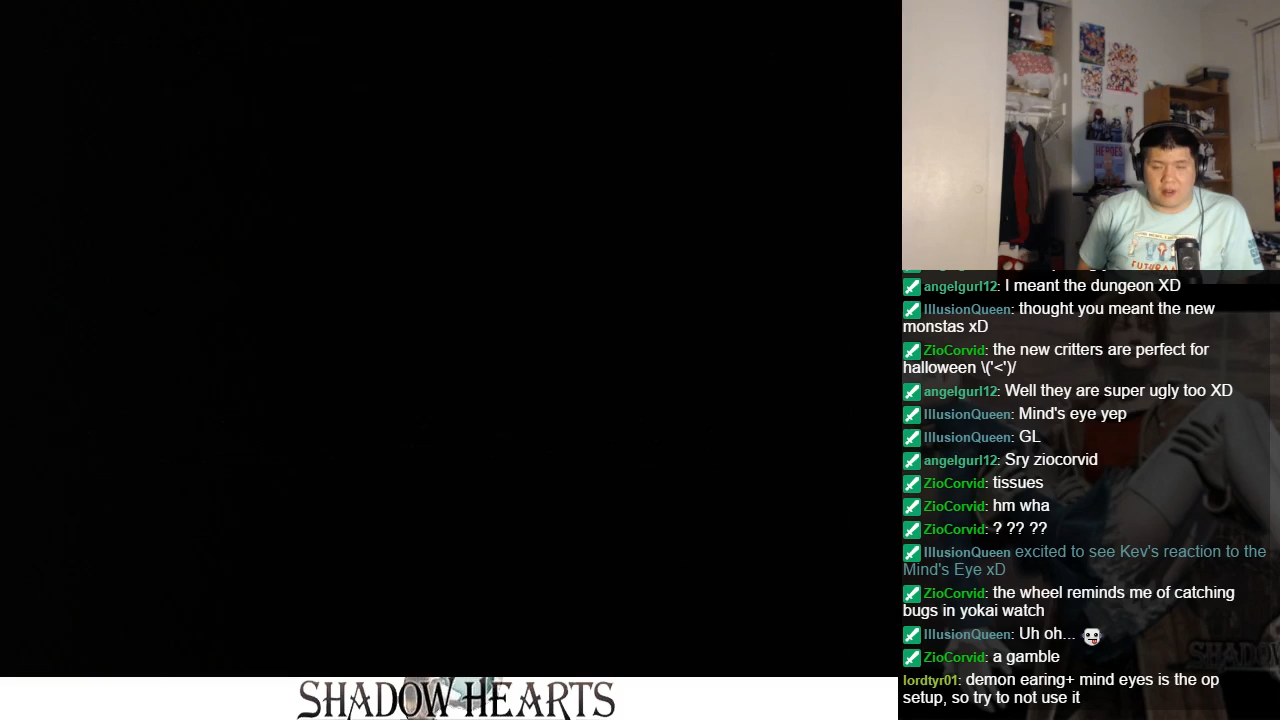 HEROES
FUTURAMA
angelgurl12: I meant the dungeon XD
IllusionQueen: thought you meant the new
monstas xD
ZioCorvid: the new critters are perfect for
halloween \('<')/
angelgurl12: Well they are super ugly too XD
IllusionQueen: Mind's eye yep
IllusionQueen: GL
angelgurl12: Sry ziocorvid
ZioCorvid: tissues
ZioCorvid: hm wha
ZioCorvid: ? ?? ??
IllusionQueen excited to see Kev's reaction to the
Mind's Eye xD
ZioCorvid: the wheel reminds me of catching
bugs in yokai watch
IllusionQueen: Uh oh...
ZioCorvid: a gamble
lordtyr01: demon earing+ mind eyes is the op
setup, so try to not use it
SHADOW HEARTS